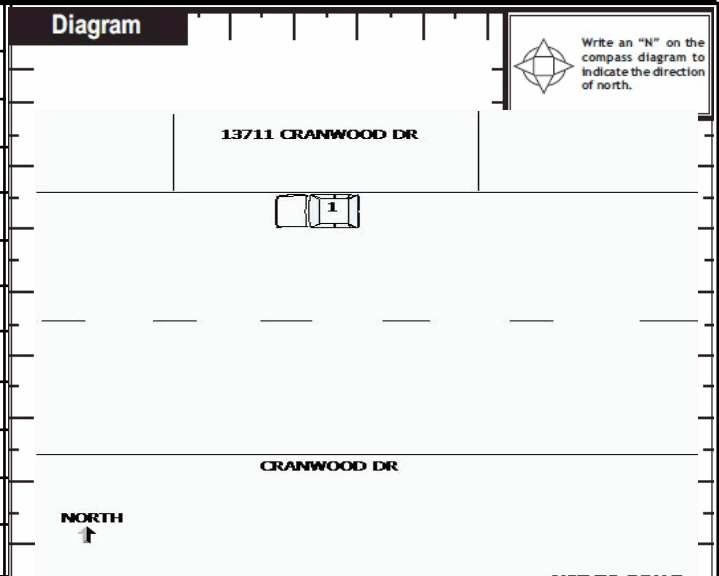 Diagram
Write an “N” on the
compass diagram to
indicate the direction
of north.
13711 CRANWOOD DR
1
CRANWOOD DR
NORTH